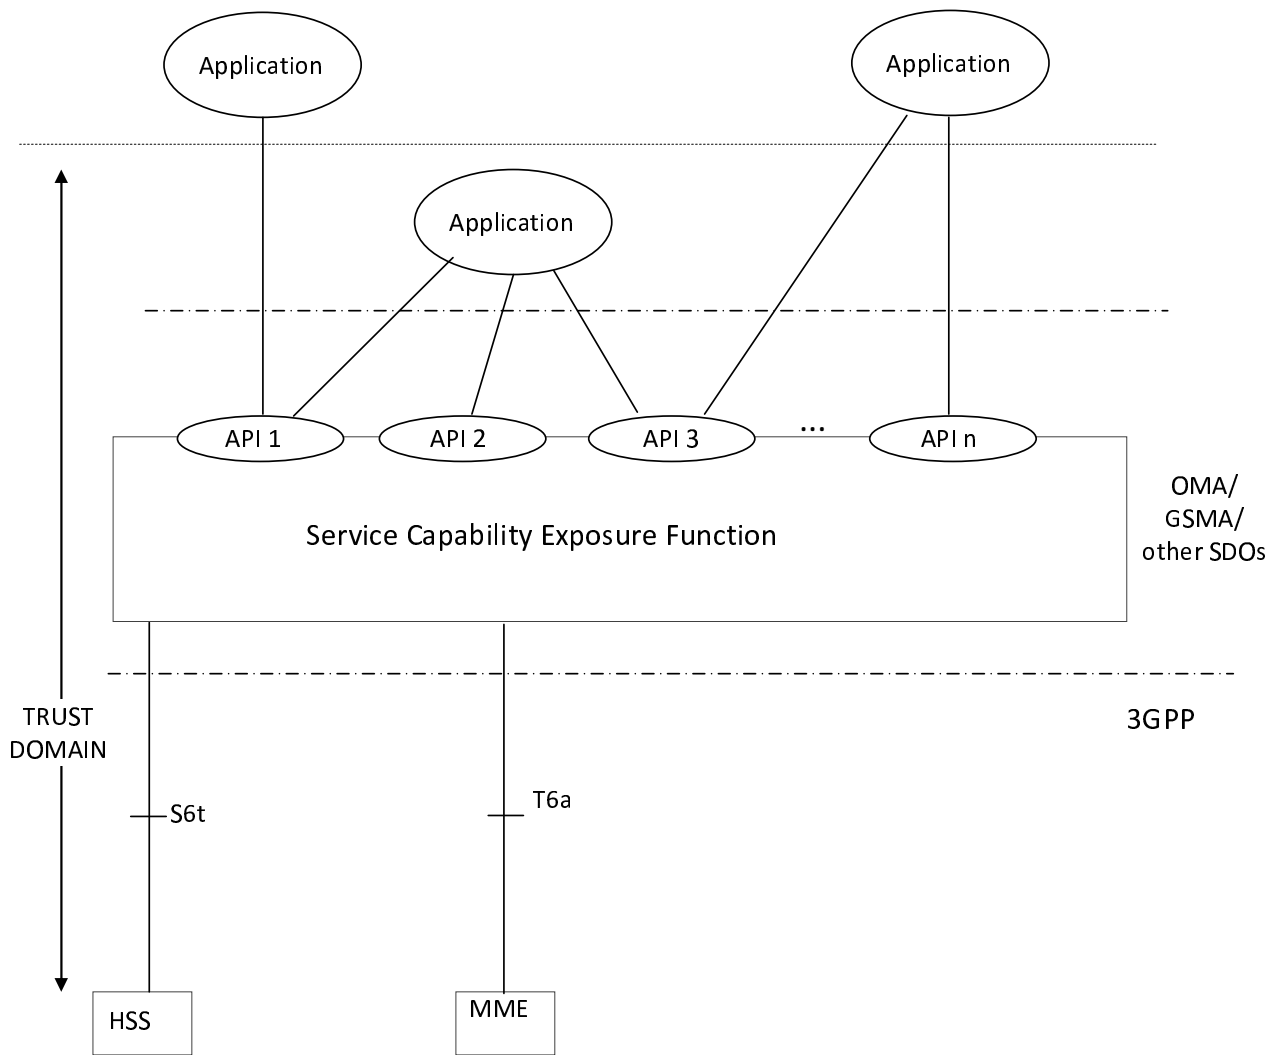 Application
Application
Application
API 1
API 2
API 3
...
API n
OMA/
GSMA/
other SDOs
Service Capability Exposure Function
TRUST
DOMAIN
3GPP
S6t
T6a
HSS
MME